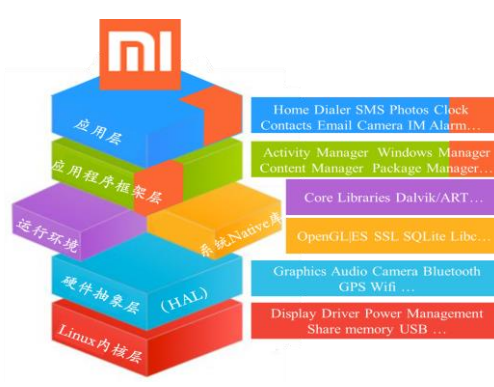 mi
应用层
Home Dialer SMS Photos Clock
Contacts Email Camera IM Alarm…
应用程序框架层
Activity Manager Windows Manager
Content Manager Package Manager…
运行环境
系统Native库
Core Libraries Dalvik/ART…
OpenGL|ES SSL SQLite Libc…
硬件抽象层
(HAL)
Graphics Audio Camera Bluetooth
GPS Wifi …
Linux内核层
Display Driver Power Management
Share memory USB …